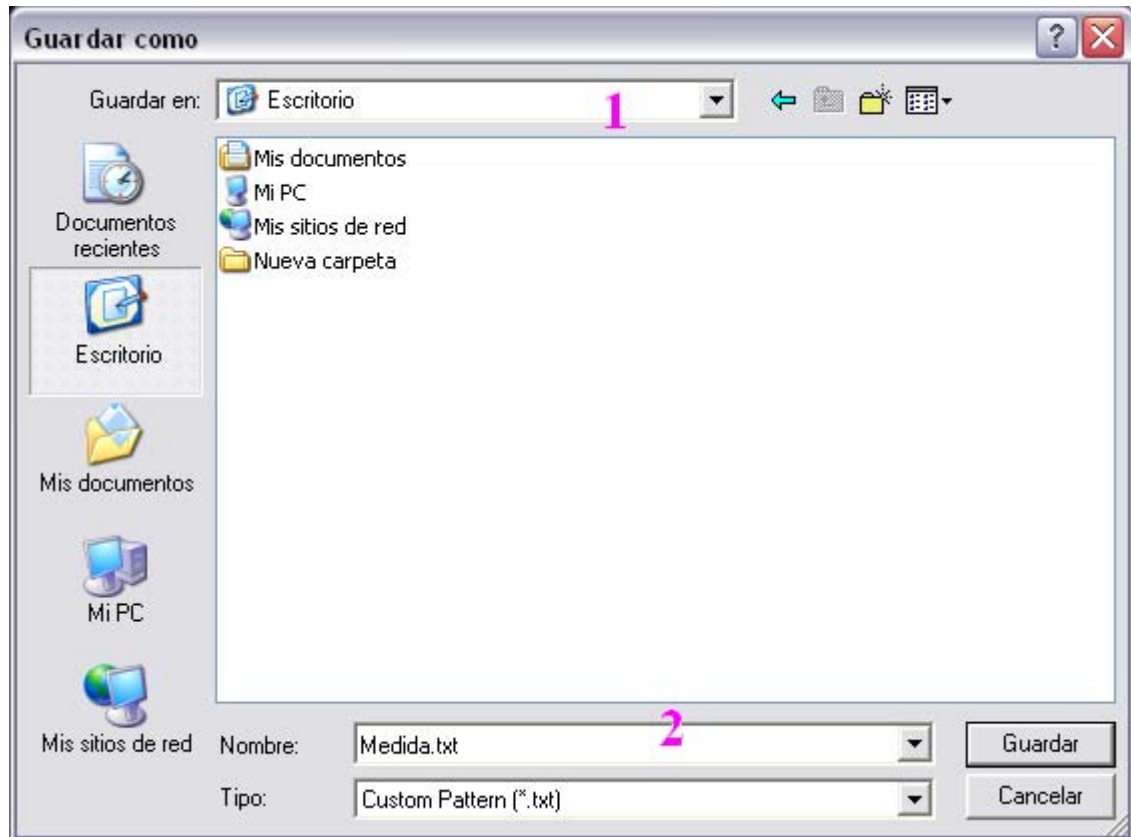 Guardar como
Guardar en:
Escritorio
1
Mis documentos
Mi PC
Mis sitios de red
Nueva carpeta
Documentos
recientes
Escritorio
Mis documentos
Mi PC
Mis sitios de red
2
Nombre:
Medida.txt
Guardar
Tipo:
Custom Pattern (*.txt)
Cancelar